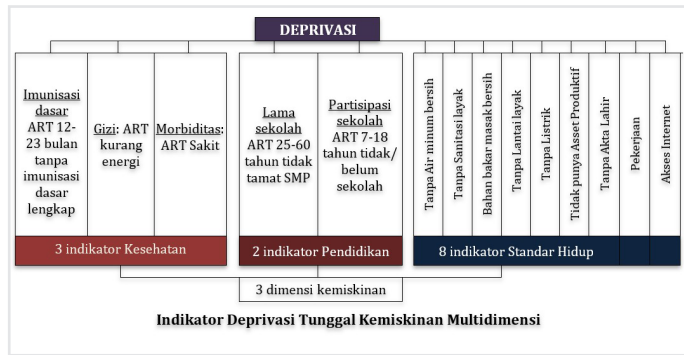 DEPRIVASI
Imunisasi
dasar
ART 12-
23 bulan
tanpa
imunisasi
dasar
lengkap
Gizi: ART
kurang
energi
Morbiditas:
ART Sakit
Lama
sekolah
ART 25-60
tahun tidak
tamat SMP
Partisipasi
sekolah
ART 7-18
tahun tidak/
belum
sekolah
Tanpa Air minum bersih
Tanpa Sanitasi layak
Bahan bakar masak bersih
Tanpa Lantai layak
Tanpa Listrik
Tidak punya Asset Produktif
Tanpa Akta Lahir
Pekerjaan
Akses Internet
3 indikator Kesehatan
2 indikator Pendidikan
8 indikator Standar Hidup
3 dimensi kemiskinan
Indikator Deprivasi Tunggal Kemiskinan Multidimensi